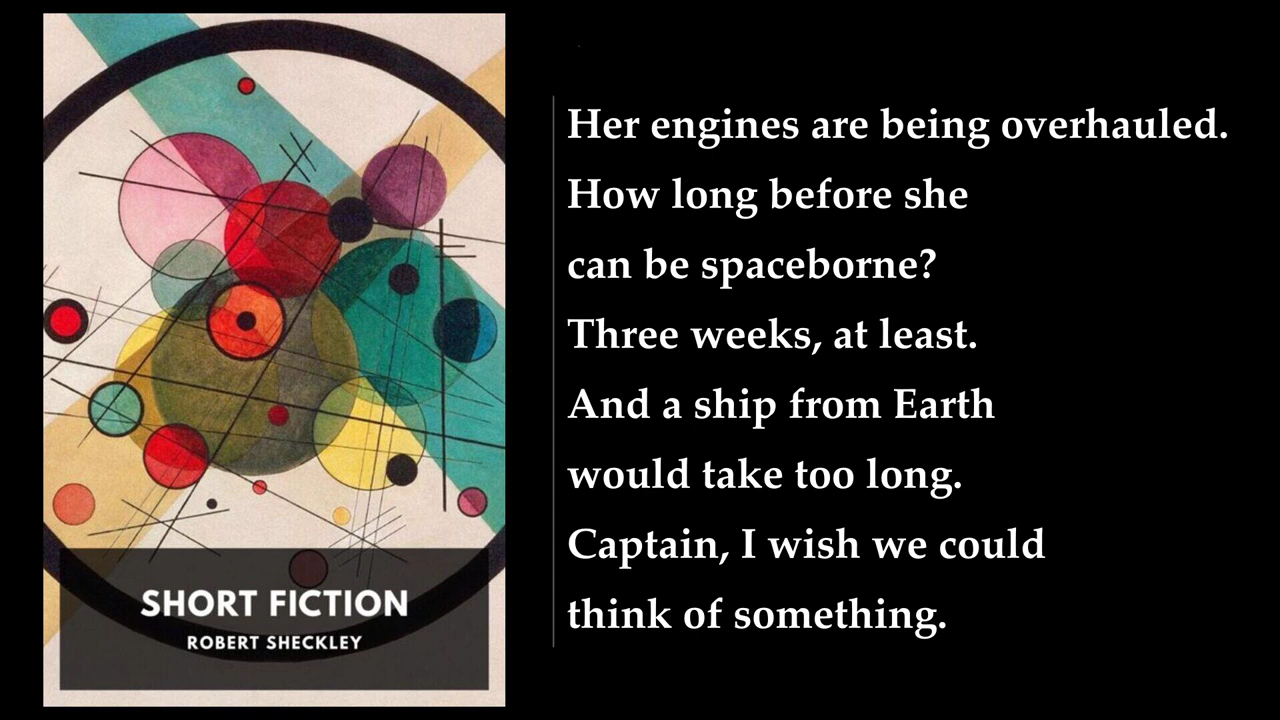 SHORT FICTION
ROBERT SHECKLEY
Her engines are being overhauled.
How long before she
can be spaceborne?
Three weeks, at least.
And a ship from Earth
would take too long.
Captain, I wish we could
think of something.